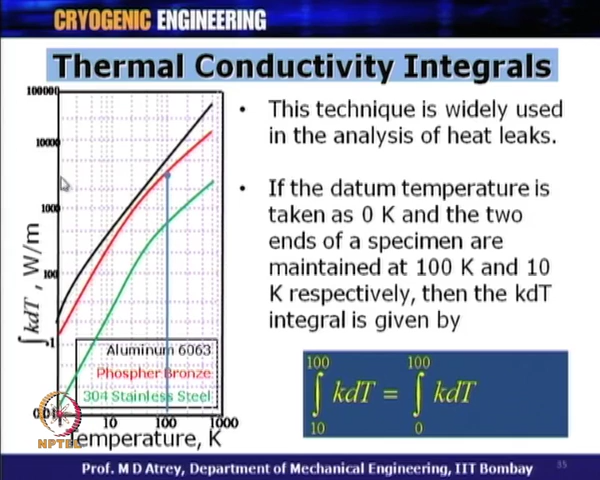 CRYOGENIC ENGINEERING
Thermal Conductivity Integrals
100000
10000
1000
100
1
0.01
∫kdT, W/m
1
10
100
1000
Temperature, K
Aluminum 6063
Phospher Bronze
304 Stainless Steel
NPTEL
• This technique is widely used
in the analysis of heat leaks.
• If the datum temperature is
taken as 0 K and the two
ends of a specimen are
maintained at 100 K and 10
K respectively, then the kdT
integral is given by
100 100
∫ kdT = ∫ kdT
10 0
Prof. M D Atrey, Department of Mechanical Engineering, IIT Bombay
35